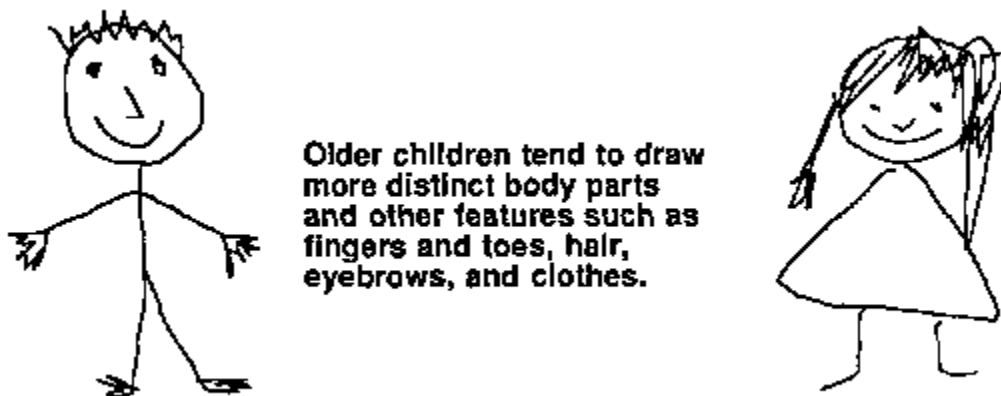 Older children tend to draw
more distinct body parts
and other features such as
fingers and toes, hair,
eyebrows, and clothes.